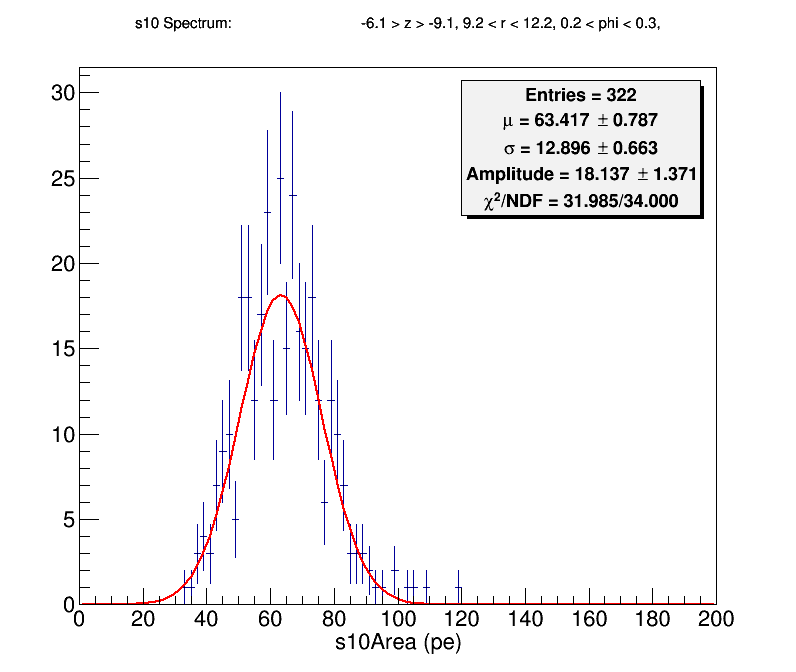 s10 Spectrum: -6.1 > z > -9.1, 9.2 < r < 12.2, 0.2 < phi < 0.3,
Entries = 322
μ = 63.417 ± 0.787
σ = 12.896 ± 0.663
Amplitude = 18.137 ± 1.371
χ²/NDF = 31.985/34.000
30
25
20
15
10
5
0
0 20 40 60 80 100 120 140 160 180 200
s10Area (pe)